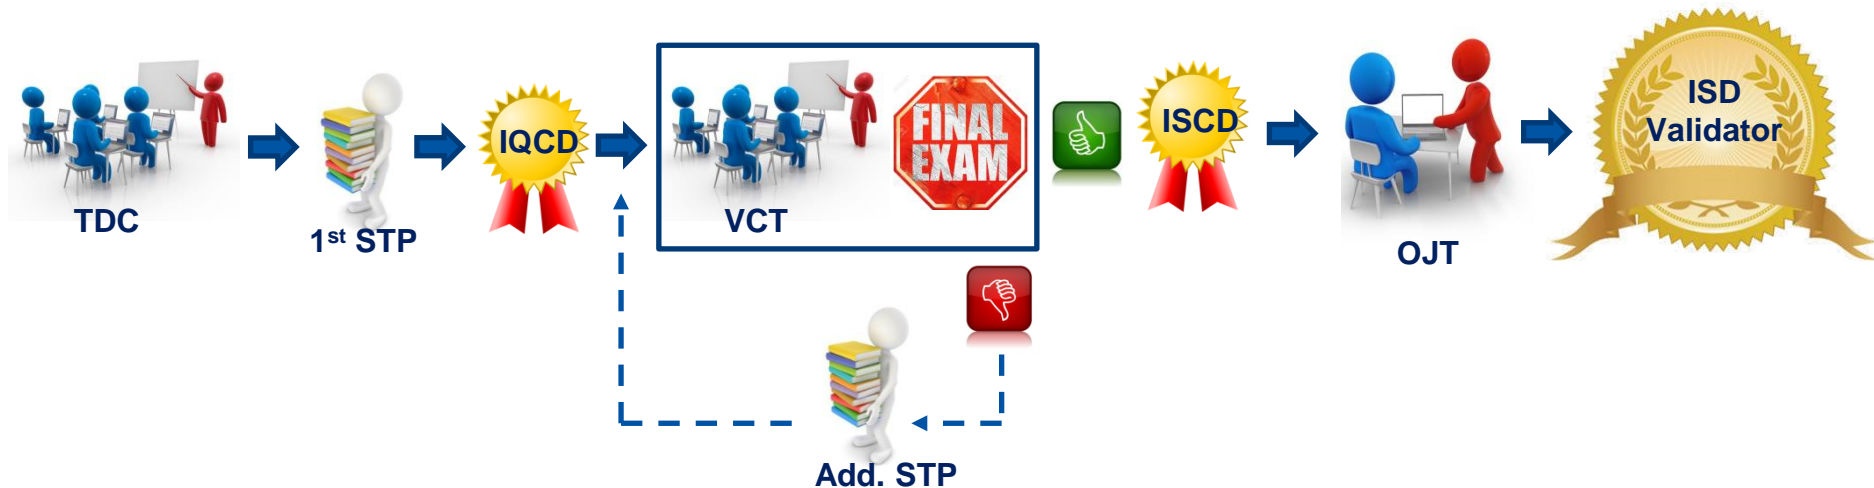 TDC
1st STP
IQCD
VCT
FINAL
EXAM
ISCD
OJT
ISD
Validator
Add. STP